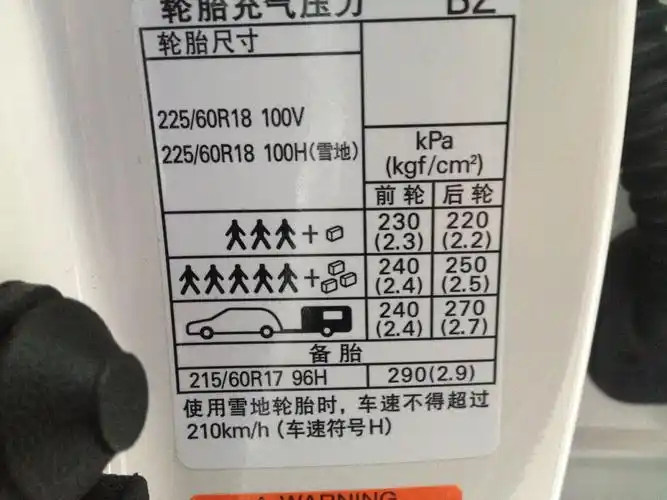 轮胎充气压力 BZ
轮胎尺寸
225/60R18 100V
225/60R18 100H(雪地)
kPa
(kgf/cm²)
前轮 后轮
230 220
(2.3) (2.2)
+
240 250
(2.4) (2.5)
+
240 270
(2.4) (2.7)
备胎
215/60R17 96H 290(2.9)
使用雪地轮胎时，车速不得超过
210km/h (车速符号H)
WARNING